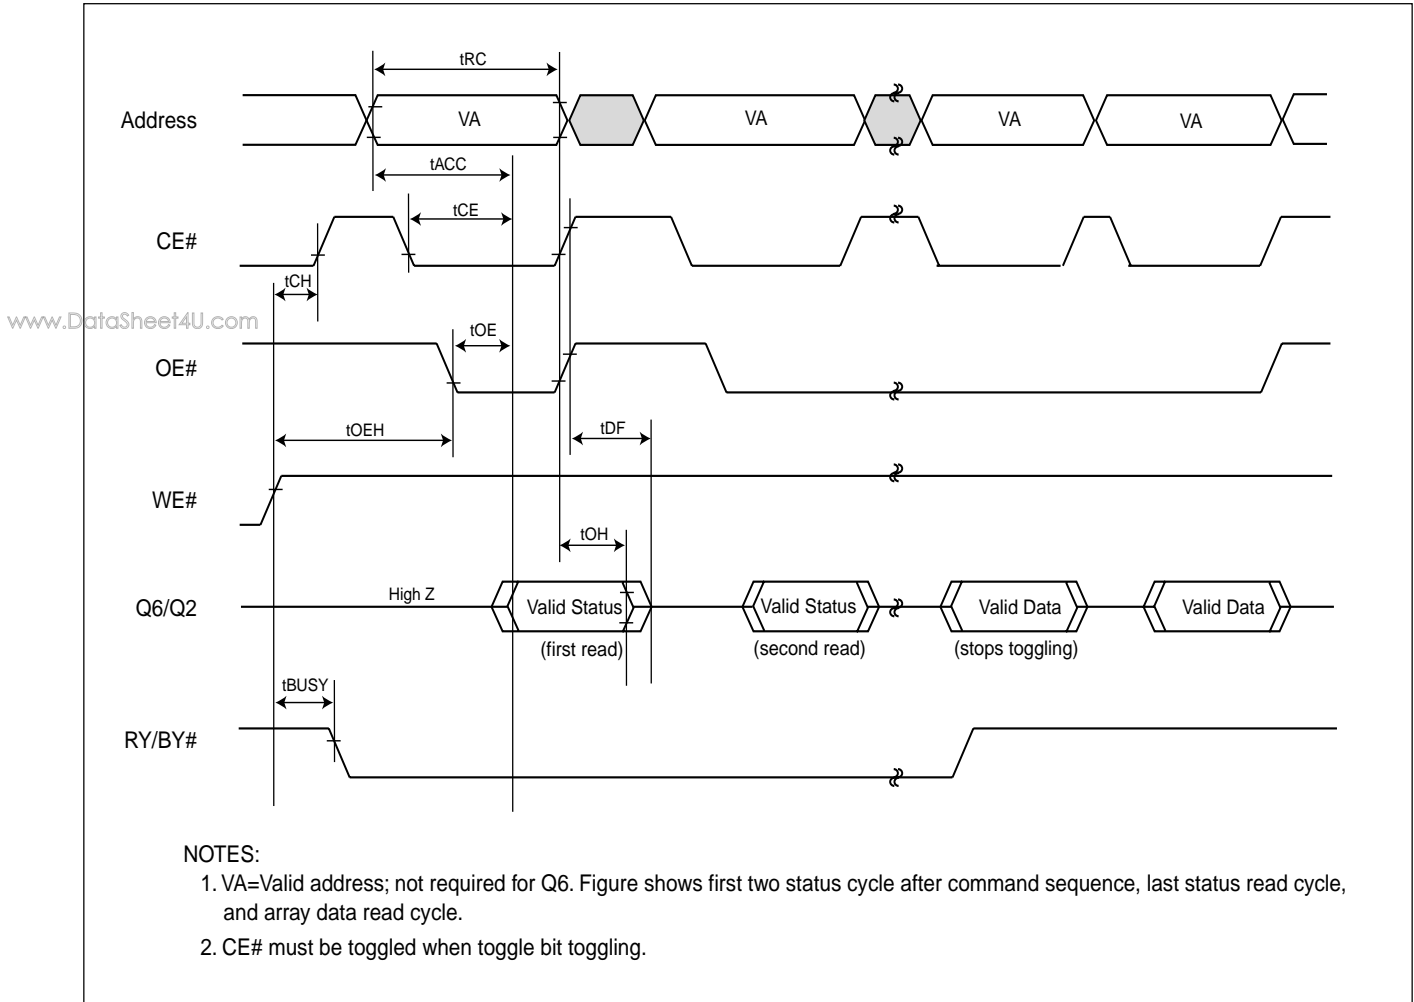 tRC
Address
VA
VA
VA
VA
tACC
tCE
CE#
tCH
www.DataSheet4U.com
tOE
OE#
tOEH
tDF
WE#
tOH
High Z
Q6/Q2
Valid Status
Valid Status
Valid Data
Valid Data
(first read)
(second read)
(stops toggling)
tBUSY
RY/BY#
NOTES:
1. VA=Valid address; not required for Q6. Figure shows first two status cycle after command sequence, last status read cycle,
and array data read cycle.
2. CE# must be toggled when toggle bit toggling.